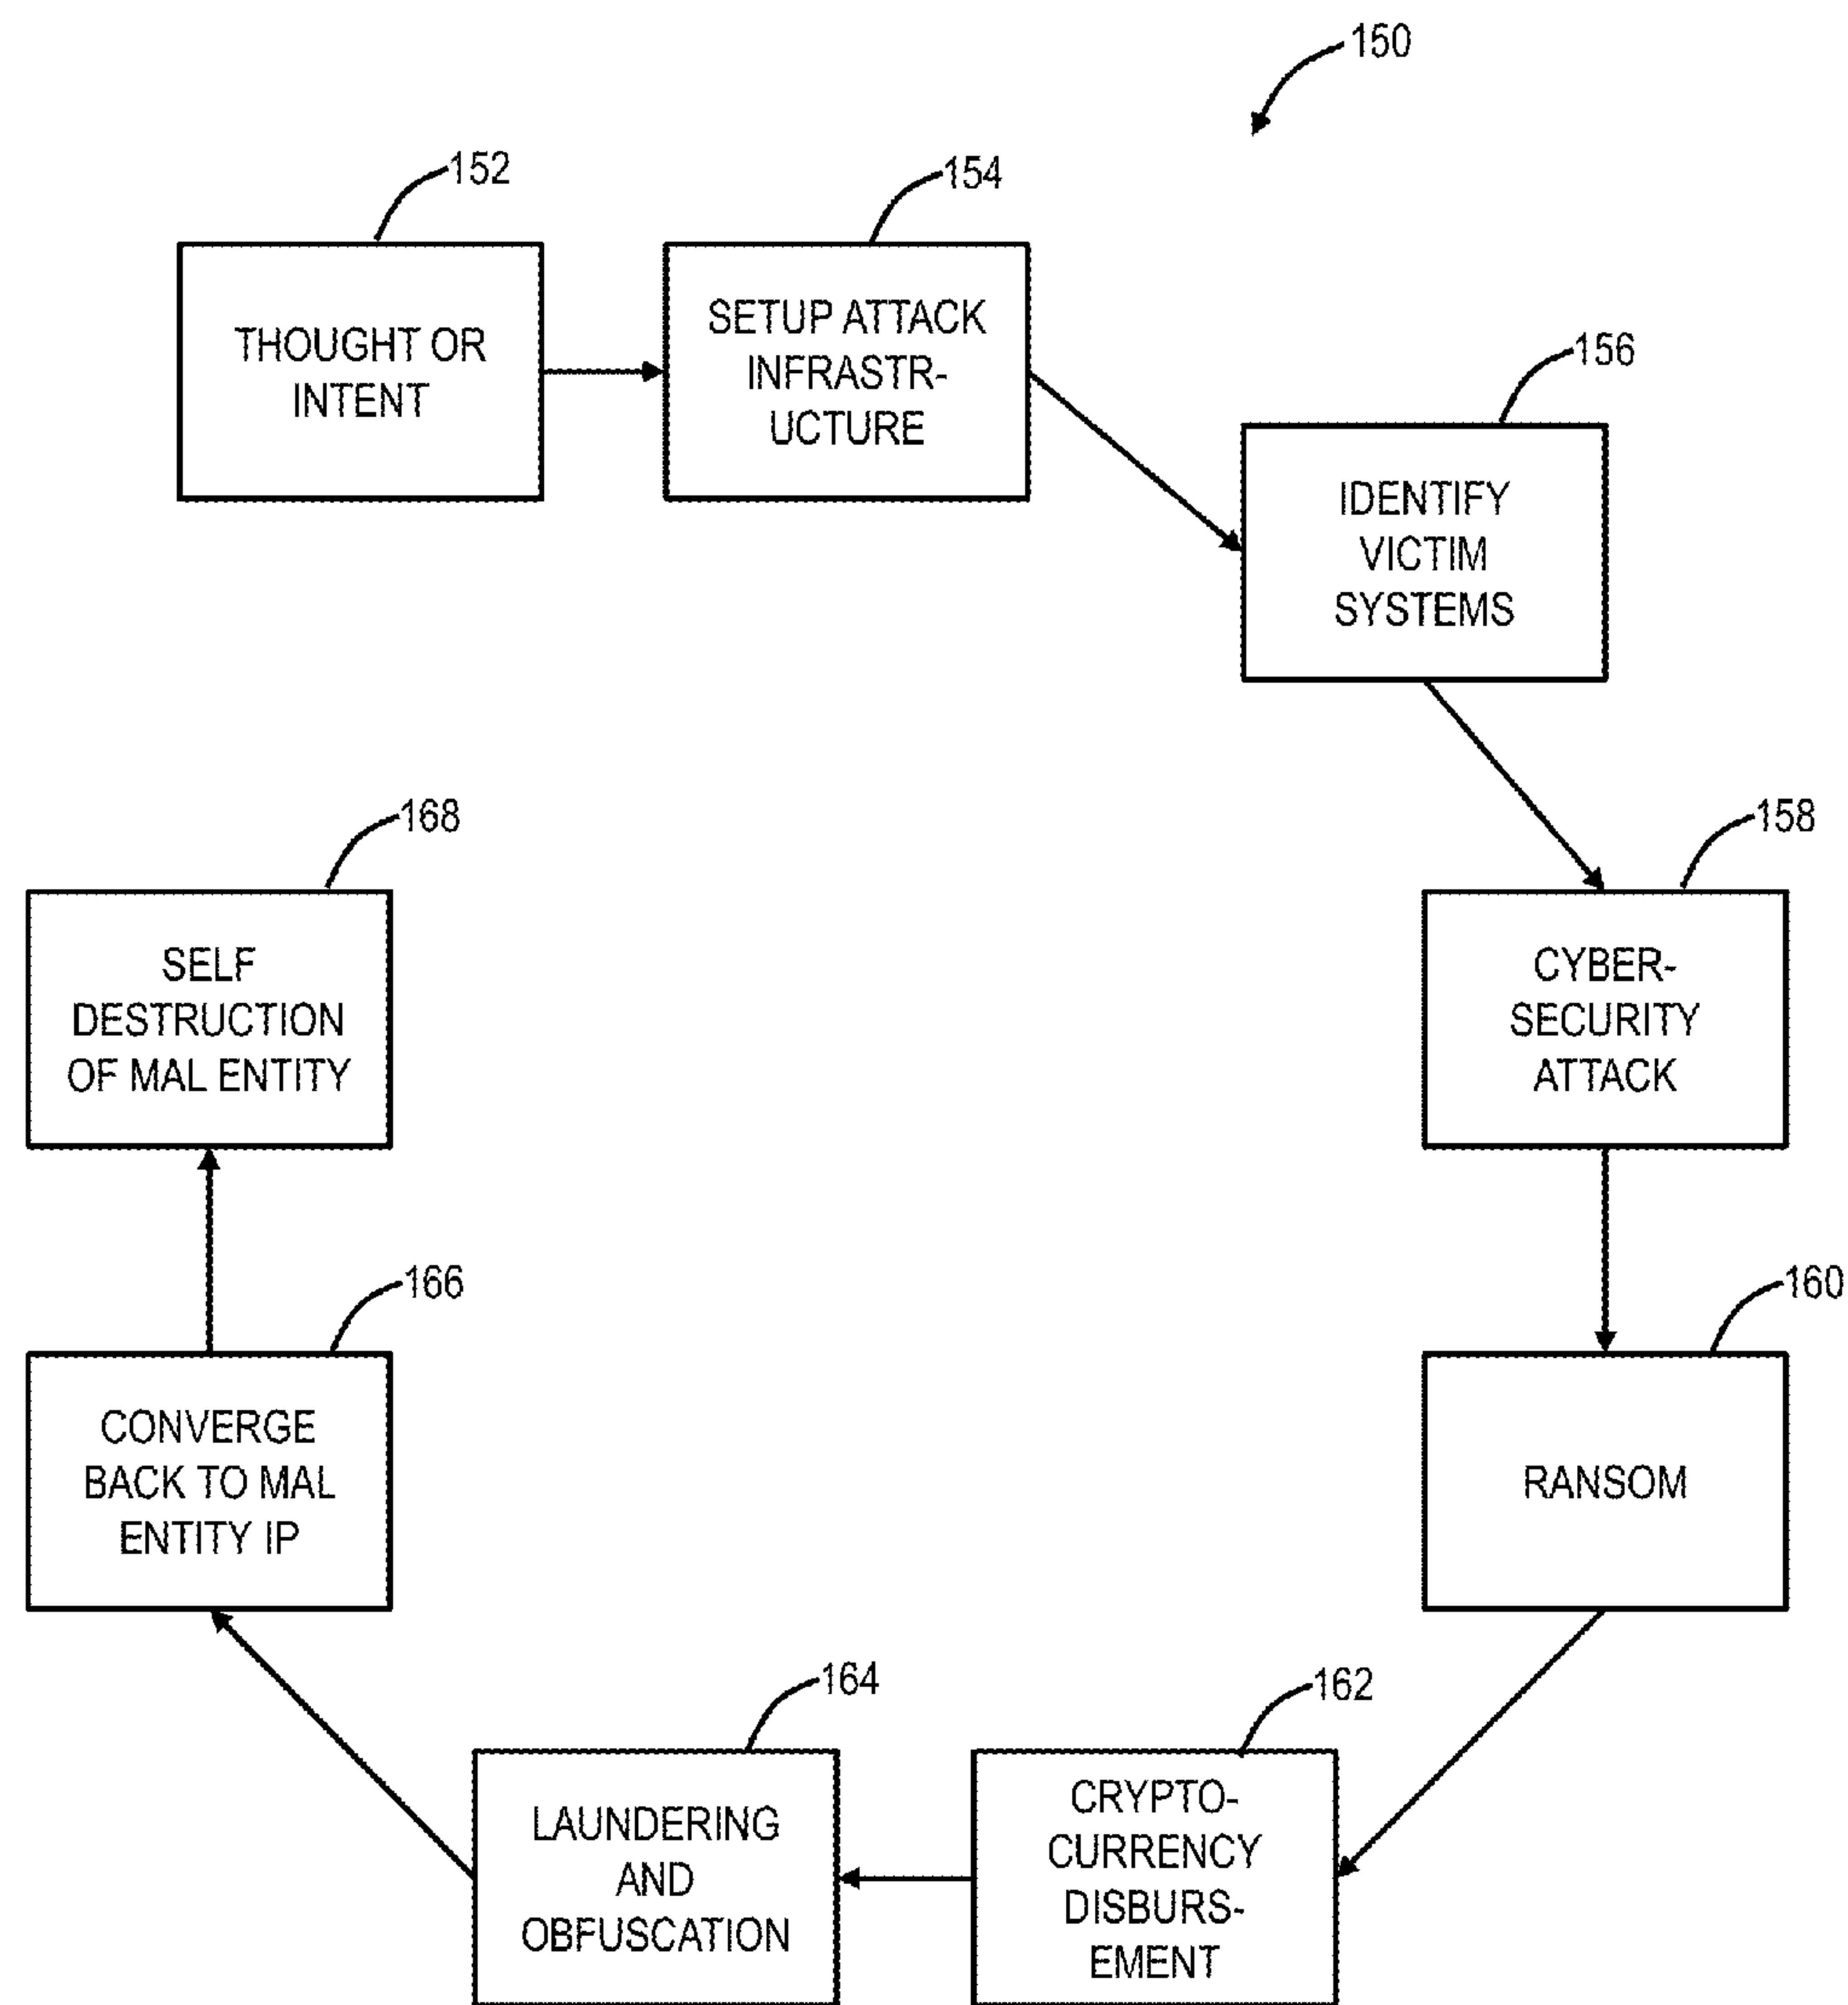 150
152
THOUGHT OR
INTENT
154
SETUP ATTACK
INFRASTR-
UCTURE
156
IDENTIFY
VICTIM
SYSTEMS
158
CYBER-
SECURITY
ATTACK
160
RANSOM
162
CRYPTO-
CURRENCY
DISBURS-
EMENT
164
LAUNDERING
AND
OBFUSCATION
166
CONVERGE
BACK TO MAL
ENTITY IP
168
SELF
DESTRUCTION
OF MAL ENTITY